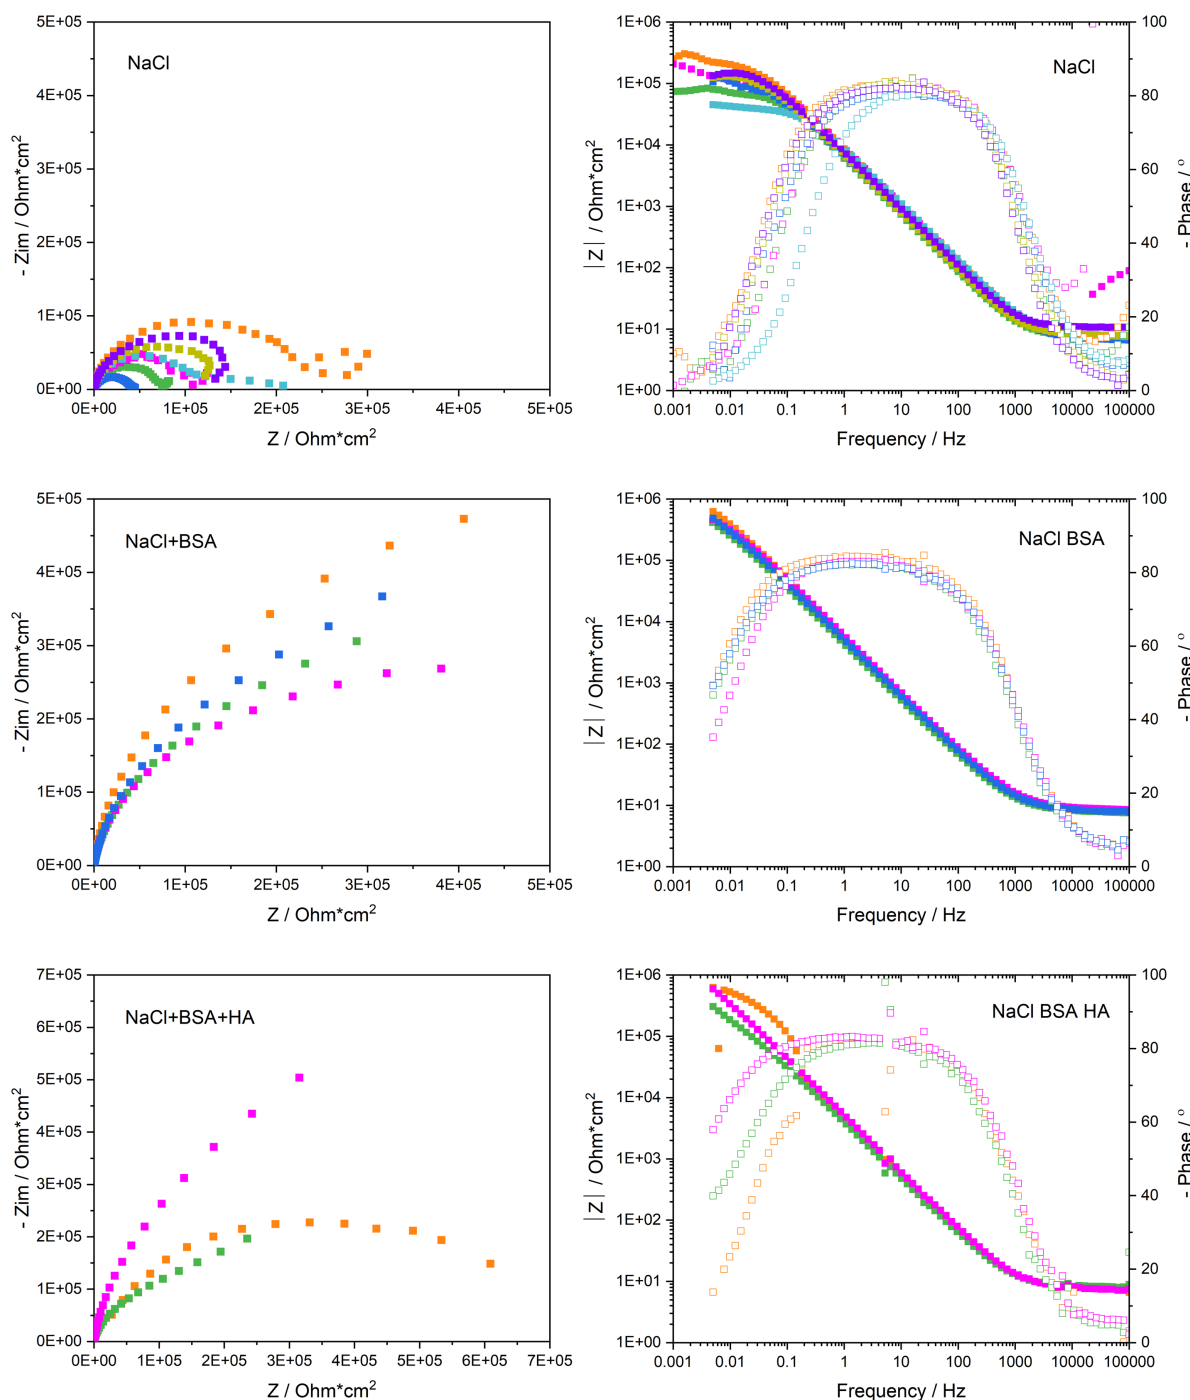 5E+05
4E+05
3E+05
2E+05
1E+05
0E+00
- Zim / Ohm*cm²
NaCl
0E+00 1E+05 2E+05 3E+05 4E+05 5E+05
Z / Ohm*cm²
1E+06
1E+05
1E+04
1E+03
1E+02
1E+01
1E+00
|Z| / Ohm*cm²
NaCl
100
80
60
40
20
0
- Phase / °
0.001 0.01 0.1 1 10 100 1000 10000 100000
Frequency / Hz
5E+05
4E+05
3E+05
2E+05
1E+05
0E+00
- Zim / Ohm*cm²
NaCl+BSA
0E+00 1E+05 2E+05 3E+05 4E+05 5E+05
Z / Ohm*cm²
1E+06
1E+05
1E+04
1E+03
1E+02
1E+01
1E+00
|Z| / Ohm*cm²
NaCl BSA
100
80
60
40
20
0
- Phase / °
0.001 0.01 0.1 1 10 100 1000 10000 100000
Frequency / Hz
7E+05
6E+05
5E+05
4E+05
3E+05
2E+05
1E+05
0E+00
- Zim / Ohm*cm²
NaCl+BSA+HA
0E+00 1E+05 2E+05 3E+05 4E+05 5E+05 6E+05 7E+05
Z / Ohm*cm²
1E+06
1E+05
1E+04
1E+03
1E+02
1E+01
1E+00
|Z| / Ohm*cm²
NaCl BSA HA
100
80
60
40
20
0
- Phase / °
0.001 0.01 0.1 1 10 100 1000 10000 100000
Frequency / Hz